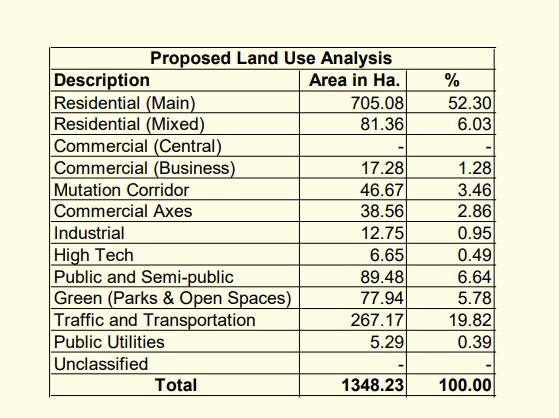 Proposed Land Use Analysis
Description Area in Ha. %
Residential (Main) 705.08 52.30
Residential (Mixed) 81.36 6.03
Commercial (Central) - -
Commercial (Business) 17.28 1.28
Mutation Corridor 46.67 3.46
Commercial Axes 38.56 2.86
Industrial 12.75 0.95
High Tech 6.65 0.49
Public and Semi-public 89.48 6.64
Green (Parks & Open Spaces) 77.94 5.78
Traffic and Transportation 267.17 19.82
Public Utilities 5.29 0.39
Unclassified - -
Total 1348.23 100.00